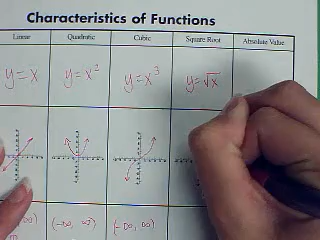 Characteristics of Functions
Linear Quadratic Cubic Square Root Absolute Value
y=x y=x² y=x³ y=√x
(-∞, ∞) (-∞, ∞)